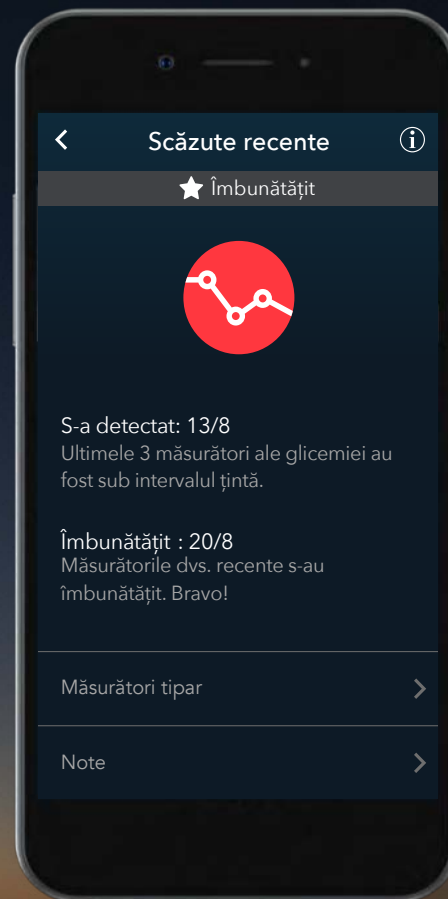 Scăzute recente
Îmbunătățit
S-a detectat: 13/8
Ultimele 3 măsurători ale glicemiei au
fost sub intervalul țintă.
Îmbunătățit : 20/8
Măsurătorile dvs. recente s-au
îmbunătățit. Bravo!
Măsurători tipar
Note